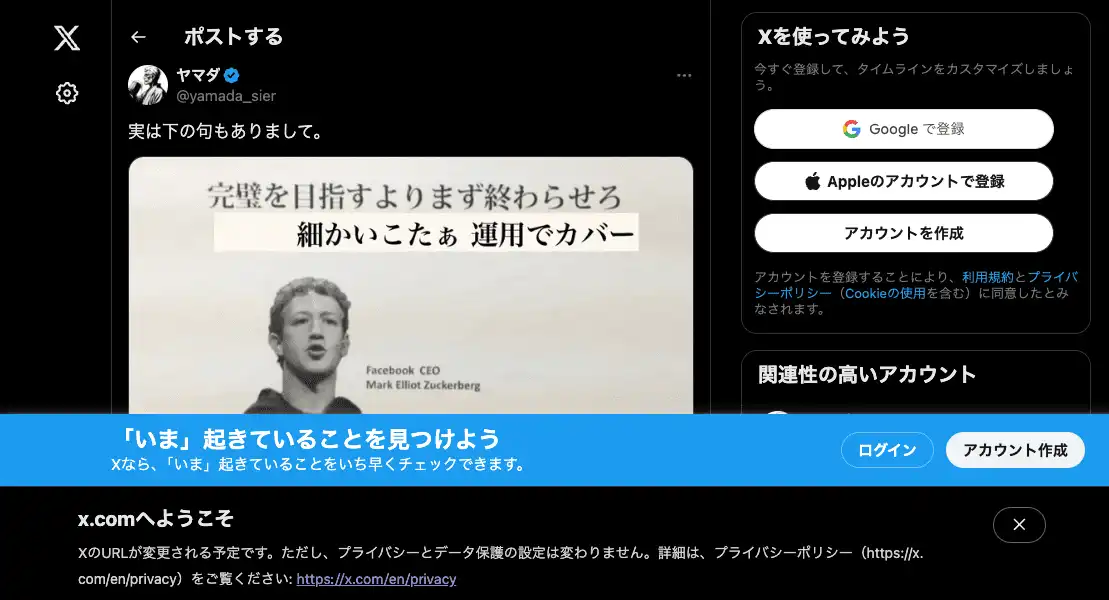 ポストする
ヤマダ
@yamada_sier
実は下の句もありまして。
完璧を目指すよりまず終わらせろ
細かいこたぁ 運用でカバー
Facebook CEO
Mark Elliot Zuckerberg
Xを使ってみよう
今すぐ登録して、タイムラインをカスタマイズしましょ
う。
Google で登録
Appleのアカウントで登録
アカウントを作成
アカウントを登録することにより、利用規約とプライバ
シーポリシー（Cookieの使用を含む）に同意したとみ
なされます。
関連性の高いアカウント
「いま」起きていることを見つけよう
Xなら、「いま」起きていることをいち早くチェックできます。
ログイン
アカウント作成
x.comへようこそ
XのURLが変更される予定です。ただし、プライバシーとデータ保護の設定は変わりません。詳細は、プライバシーポリシー（https://x.
com/en/privacy）をご覧ください: https://x.com/en/privacy